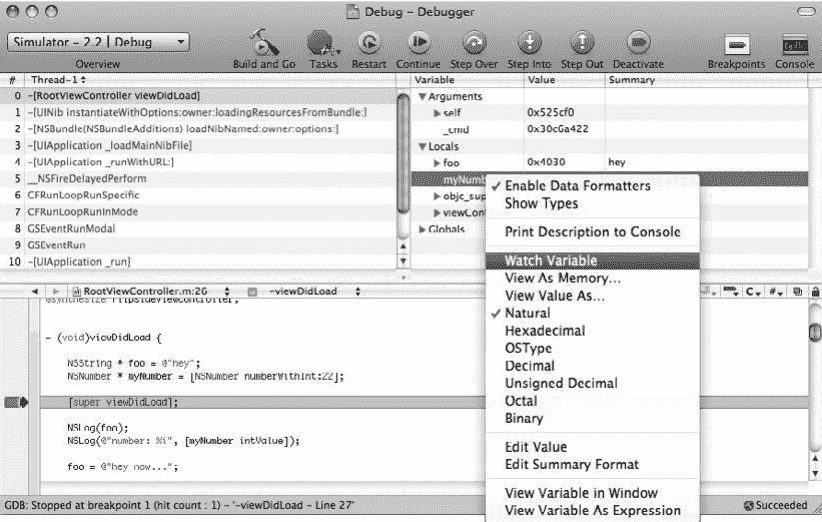 Debug – Debugger
Simulator – 2.2 | Debug
Overview
Build and Go
Tasks
Restart
Continue
Step Over
Step Into
Step Out
Deactivate
Breakpoints
Console
# Thread-1
Variable Value Summary
0 -[RootViewController viewDidLoad]
1 -[UINib instantiateWithOptions:owner:loadingResourcesFromBundle:]
2 -[NSBundle(NSBundleAdditions) loadNibNamed:owner:options:]
3 -[UIApplication _loadMainNibFile]
4 -[UIApplication _runWithURL:]
5 __NSFireDelayedPerform
6 CFRunLoopRunSpecific
7 CFRunLoopRunInMode
8 GSEventRunModal
9 GSEventRun
10 -[UIApplication _run]
Arguments
self 0x525cf0
_cmd 0x30c6a422
Locals
foo 0x4030 hey
myNumb
objc_sup
viewCont
Globals
Enable Data Formatters
Show Types
Print Description to Console
Watch Variable
View As Memory...
View Value As...
Natural
Hexadecimal
OSType
Decimal
Unsigned Decimal
Octal
Binary
Edit Value
Edit Summary Format
View Variable in Window
View Variable As Expression
RootViewController.m:26 -viewDidLoad
C #
@synthesize flipsideViewController;
- (void)viewDidLoad {
NSString * foo = @"hey";
NSNumber * myNumber = [NSNumber numberWithInt:22];
[super viewDidLoad];
NSLog(foo);
NSLog(@"number: %i", [myNumber intValue]);
foo = @"hey now...";
GDB: Stopped at breakpoint 1 (hit count : 1) – '-viewDidLoad – Line 27'
Succeeded